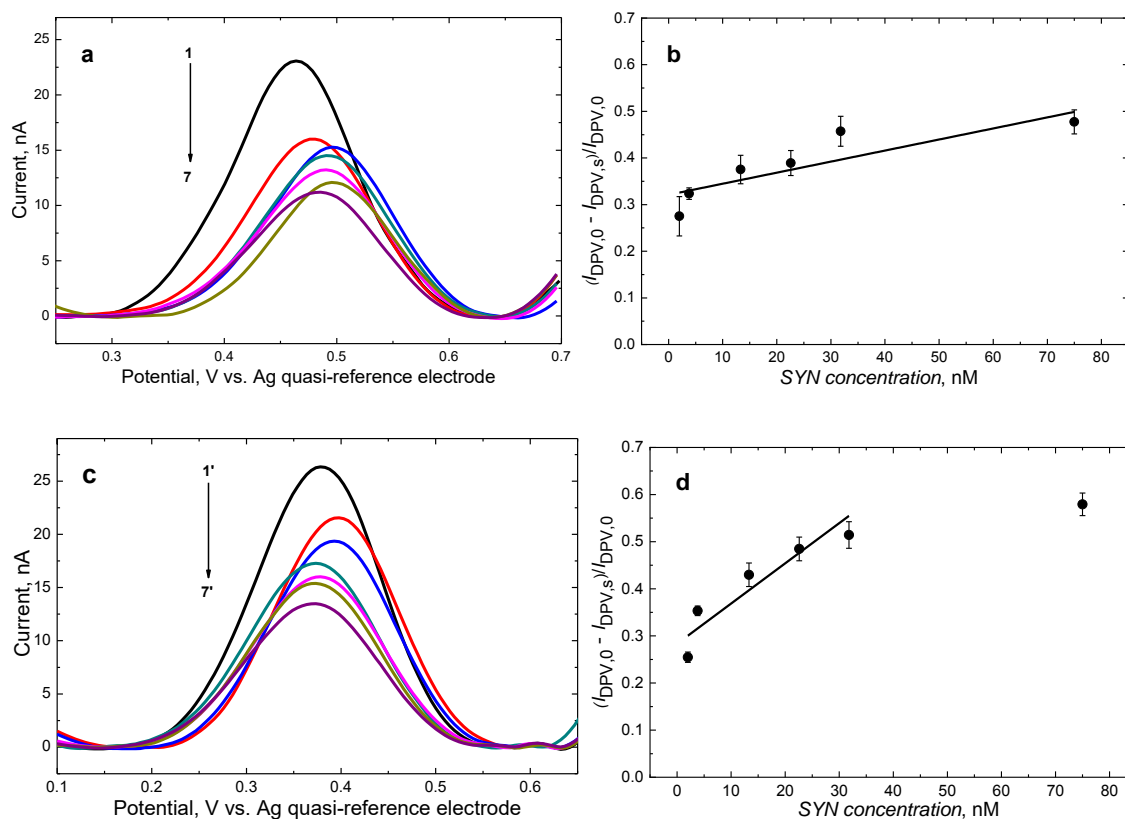 a
1
7
25
20
15
10
5
0
Current, nA
0.3 0.4 0.5 0.6 0.7
Potential, V vs. Ag quasi-reference electrode
b
0.7
0.6
0.5
0.4
0.3
0.2
0.1
0.0
(IDPV,0 - IDPV,s)/IDPV,0
0 10 20 30 40 50 60 70 80
SYN concentration, nM
c
1'
7'
25
20
15
10
5
0
Current, nA
0.1 0.2 0.3 0.4 0.5 0.6
Potential, V vs. Ag quasi-reference electrode
d
0.7
0.6
0.5
0.4
0.3
0.2
0.1
0.0
(IDPV,0 - IDPV,s)/IDPV,0
0 10 20 30 40 50 60 70 80
SYN concentration, nM